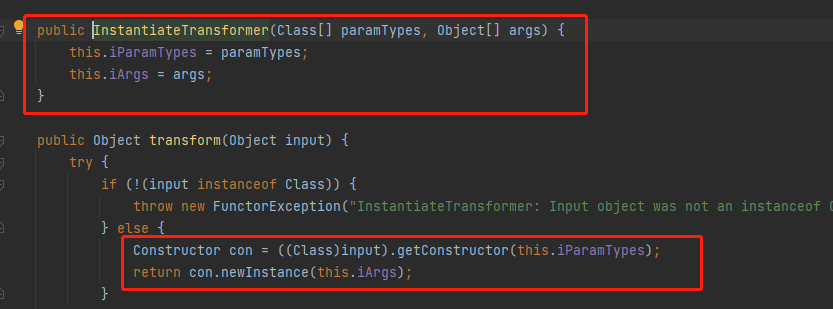 public InstantiateTransformer(Class[] paramTypes, Object[] args) {
this.iParamTypes = paramTypes;
this.iArgs = args;
}
public Object transform(Object input) {
try {
if (!(input instanceof Class)) {
throw new FunctorException("InstantiateTransformer: Input object was not an instanceof
} else {
Constructor con = ((Class)input).getConstructor(this.iParamTypes);
return con.newInstance(this.iArgs);
}